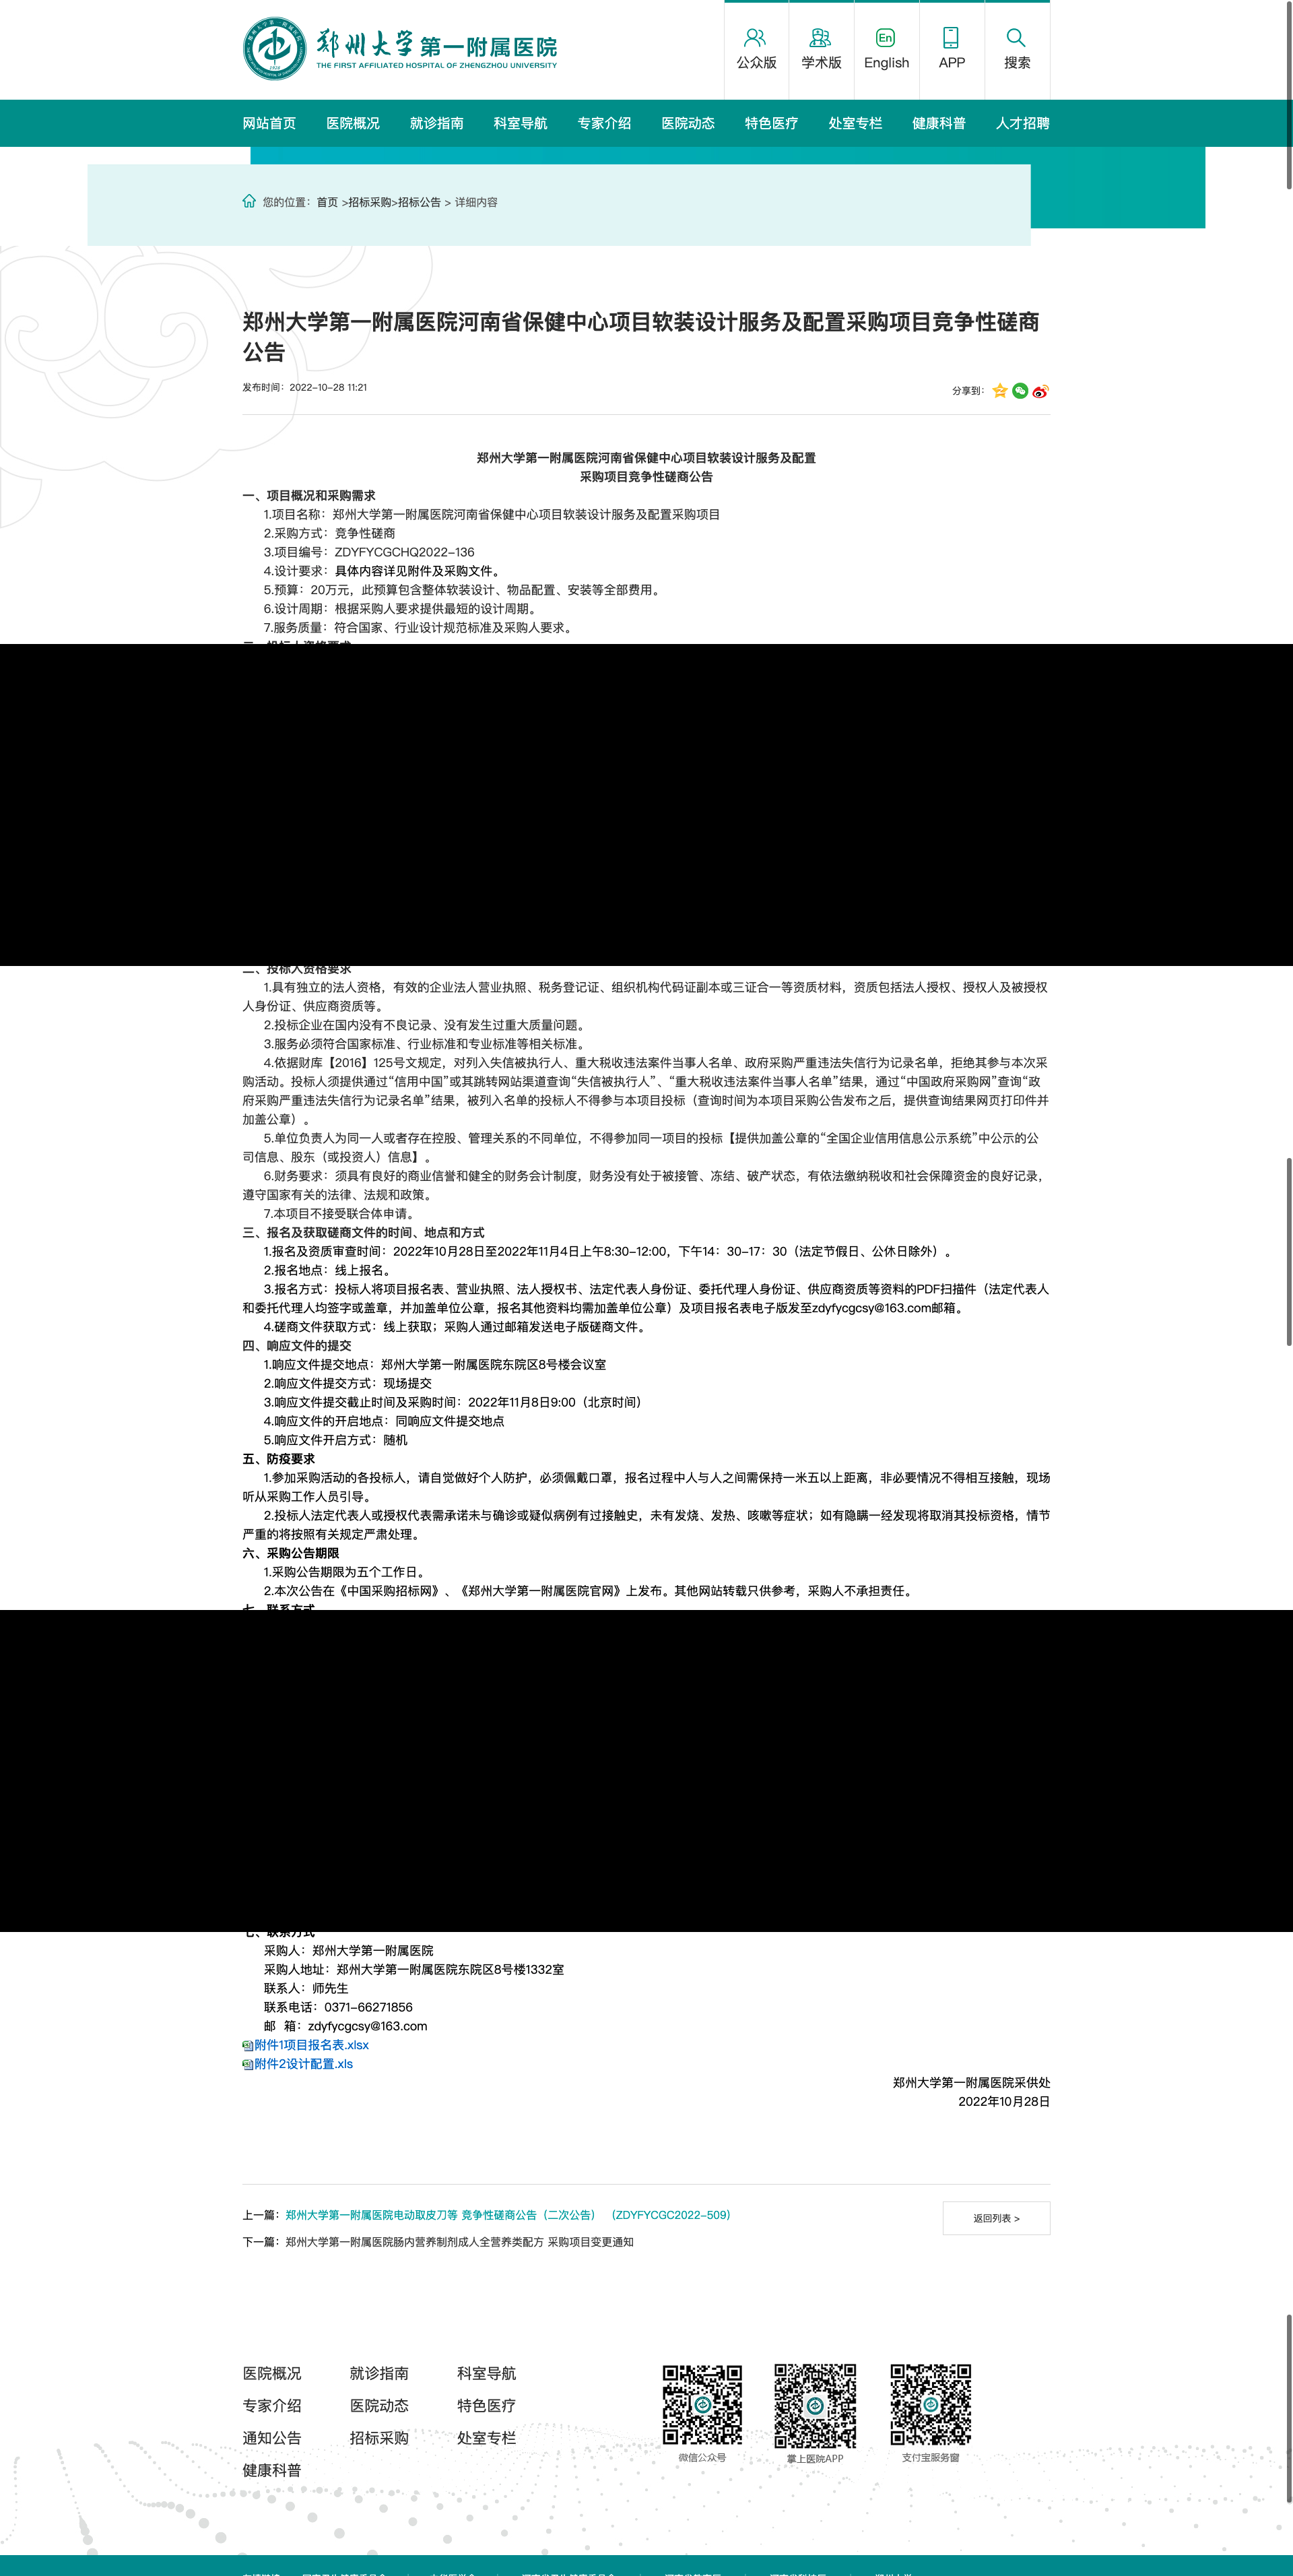 郑州大学第一附属医院
THE FIRST AFFILIATED HOSPITAL OF ZHENGZHOU UNIVERSITY
公众版
学术版
En
English
APP
搜索
网站首页 医院概况 就诊指南 科室导航 专家介绍 医院动态 特色医疗 处室专栏 健康科普 人才招聘
您的位置：首页 >招标采购>招标公告 > 详细内容
郑州大学第一附属医院河南省保健中心项目软装设计服务及配置采购项目竞争性磋商
公告
发布时间：2022-10-28 11:21
分享到：
郑州大学第一附属医院河南省保健中心项目软装设计服务及配置
采购项目竞争性磋商公告
一、项目概况和采购需求
1.项目名称：郑州大学第一附属医院河南省保健中心项目软装设计服务及配置采购项目
2.采购方式：竞争性磋商
3.项目编号：ZDYFYCGCHQ2022-136
4.设计要求：具体内容详见附件及采购文件。
5.预算：20万元，此预算包含整体软装设计、物品配置、安装等全部费用。
6.设计周期：根据采购人要求提供最短的设计周期。
7.服务质量：符合国家、行业设计规范标准及采购人要求。
二、投标人资格要求
1.具有独立的法人资格，有效的企业法人营业执照、税务登记证、组织机构代码证副本或三证合一等资质材料，资质包括法人授权、授权人及被授权
人身份证、供应商资质等。
2.投标企业在国内没有不良记录、没有发生过重大质量问题。
3.服务必须符合国家标准、行业标准和专业标准等相关标准。
4.依据财库【2016】125号文规定，对列入失信被执行人、重大税收违法案件当事人名单、政府采购严重违法失信行为记录名单，拒绝其参与本次采
购活动。投标人须提供通过“信用中国”或其跳转网站渠道查询“失信被执行人”、“重大税收违法案件当事人名单”结果，通过“中国政府采购网”查询“政
府采购严重违法失信行为记录名单”结果，被列入名单的投标人不得参与本项目投标（查询时间为本项目采购公告发布之后，提供查询结果网页打印件并
加盖公章）。
5.单位负责人为同一人或者存在控股、管理关系的不同单位，不得参加同一项目的投标【提供加盖公章的“全国企业信用信息公示系统”中公示的公
司信息、股东（或投资人）信息】。
6.财务要求：须具有良好的商业信誉和健全的财务会计制度，财务没有处于被接管、冻结、破产状态，有依法缴纳税收和社会保障资金的良好记录，
遵守国家有关的法律、法规和政策。
7.本项目不接受联合体申请。
三、报名及获取磋商文件的时间、地点和方式
1.报名及资质审查时间：2022年10月28日至2022年11月4日上午8:30-12:00，下午14：30-17：30（法定节假日、公休日除外）。
2.报名地点：线上报名。
3.报名方式：投标人将项目报名表、营业执照、法人授权书、法定代表人身份证、委托代理人身份证、供应商资质等资料的PDF扫描件（法定代表人
和委托代理人均签字或盖章，并加盖单位公章，报名其他资料均需加盖单位公章）及项目报名表电子版发至zdyfycgcsy@163.com邮箱。
4.磋商文件获取方式：线上获取；采购人通过邮箱发送电子版磋商文件。
四、响应文件的提交
1.响应文件提交地点：郑州大学第一附属医院东院区8号楼会议室
2.响应文件提交方式：现场提交
3.响应文件提交截止时间及采购时间：2022年11月8日9:00（北京时间）
4.响应文件的开启地点：同响应文件提交地点
5.响应文件开启方式：随机
五、防疫要求
1.参加采购活动的各投标人，请自觉做好个人防护，必须佩戴口罩，报名过程中人与人之间需保持一米五以上距离，非必要情况不得相互接触，现场
听从采购工作人员引导。
2.投标人法定代表人或授权代表需承诺未与确诊或疑似病例有过接触史，未有发烧、发热、咳嗽等症状；如有隐瞒一经发现将取消其投标资格，情节
严重的将按照有关规定严肃处理。
六、采购公告期限
1.采购公告期限为五个工作日。
2.本次公告在《中国采购招标网》、《郑州大学第一附属医院官网》上发布。其他网站转载只供参考，采购人不承担责任。
七、联系方式
采购人：郑州大学第一附属医院
采购人地址：郑州大学第一附属医院东院区8号楼1332室
联系人：师先生
联系电话：0371-66271856
邮 箱：zdyfycgcsy@163.com
附件1项目报名表.xlsx
附件2设计配置.xls
郑州大学第一附属医院采供处
2022年10月28日
上一篇：郑州大学第一附属医院电动取皮刀等 竞争性磋商公告（二次公告）（ZDYFYCGC2022-509）
返回列表 >
下一篇：郑州大学第一附属医院肠内营养制剂成人全营养类配方 采购项目变更通知
医院概况 就诊指南 科室导航
专家介绍 医院动态 特色医疗
通知公告 招标采购 处室专栏
健康科普
微信公众号 掌上医院APP 支付宝服务窗